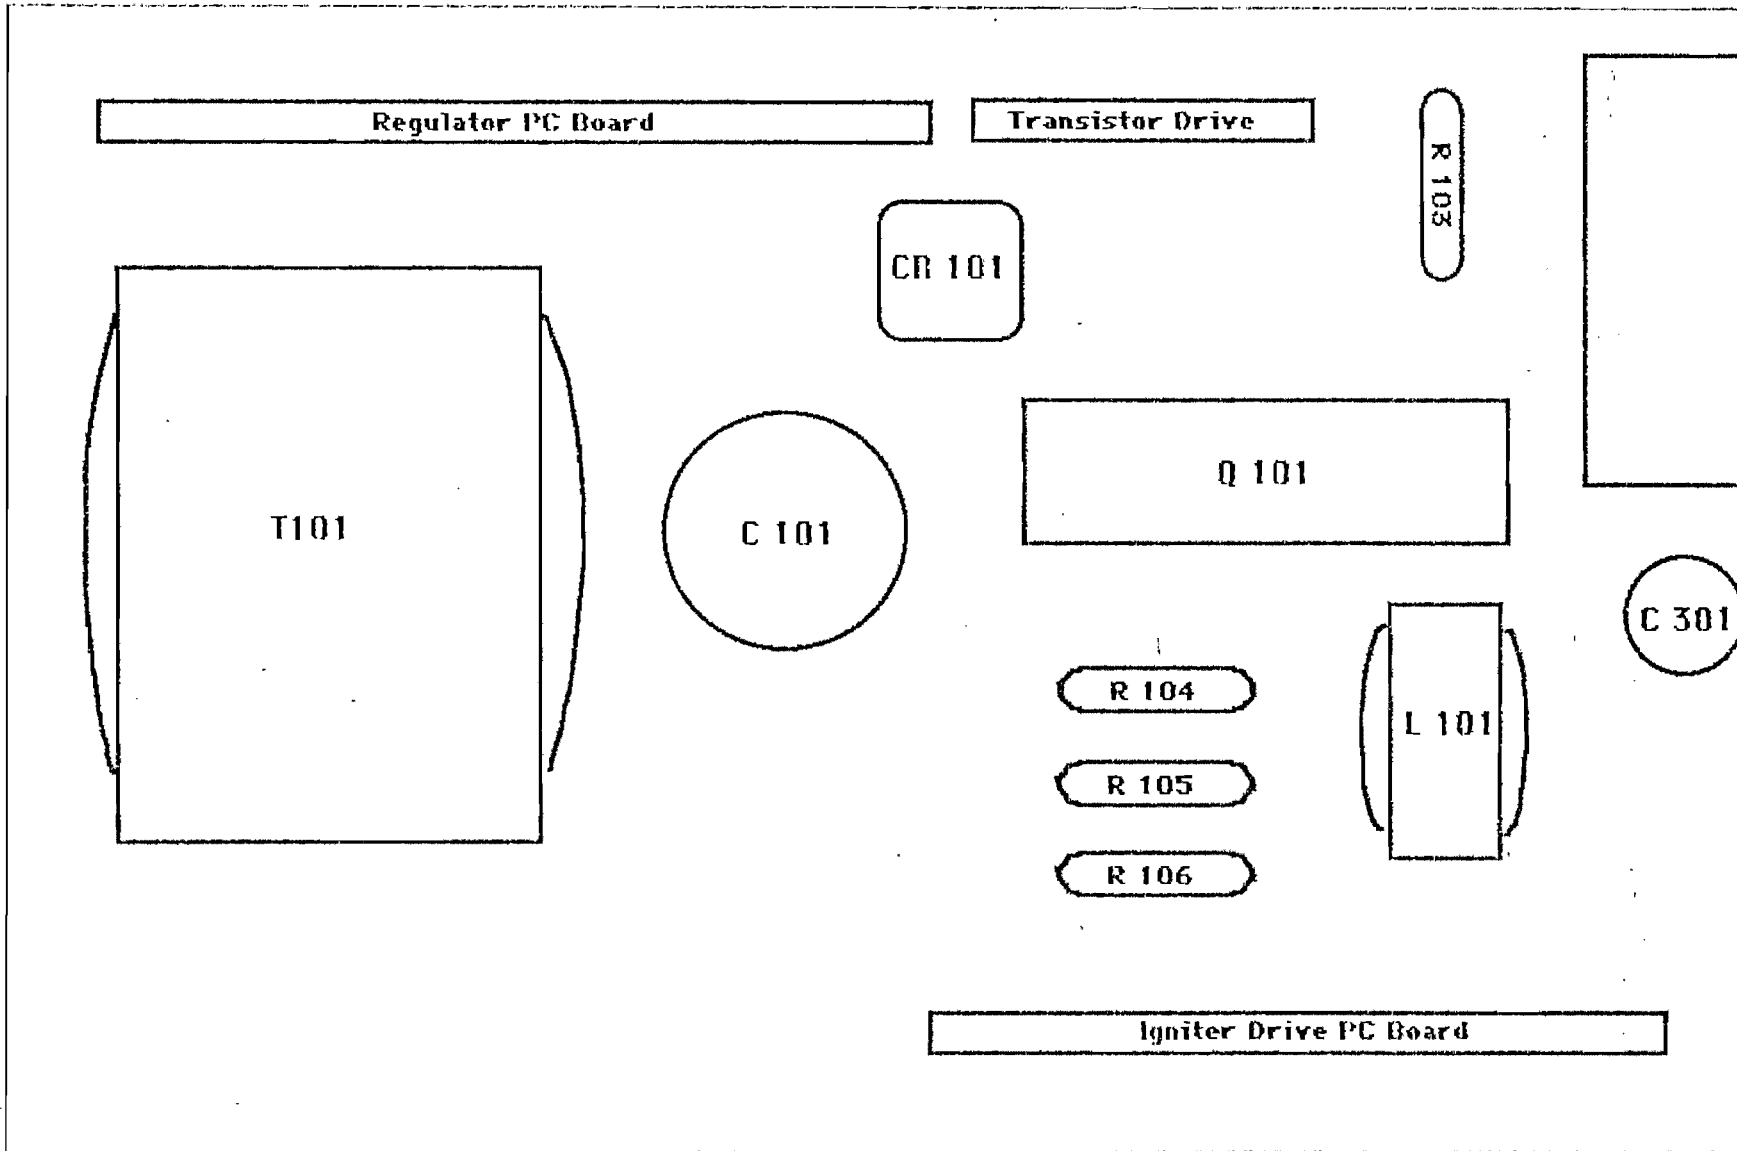 Regulator PC Board
Transistor Drive
R 103
CR 101
Q 101
T101
C 101
C 301
R 104
L 101
R 105
R 106
Igniter Drive PC Board